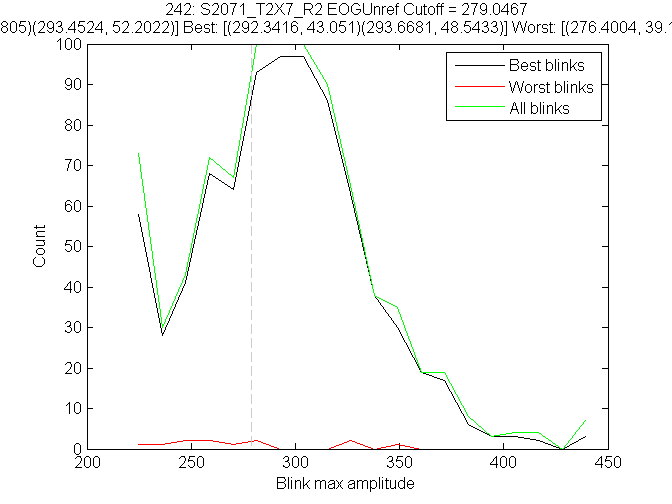 242: S2071_T2X7_R2 EOGUnref Cutoff = 279.0467
805)(293.4524, 52.2022)] Best: [(292.3416, 43.051)(293.6681, 48.5433)] Worst: [(276.4004, 39.1
100
90
80
70
60
50
40
30
20
10
0
Count
Best blinks
Worst blinks
All blinks
200 250 300 350 400 450
Blink max amplitude